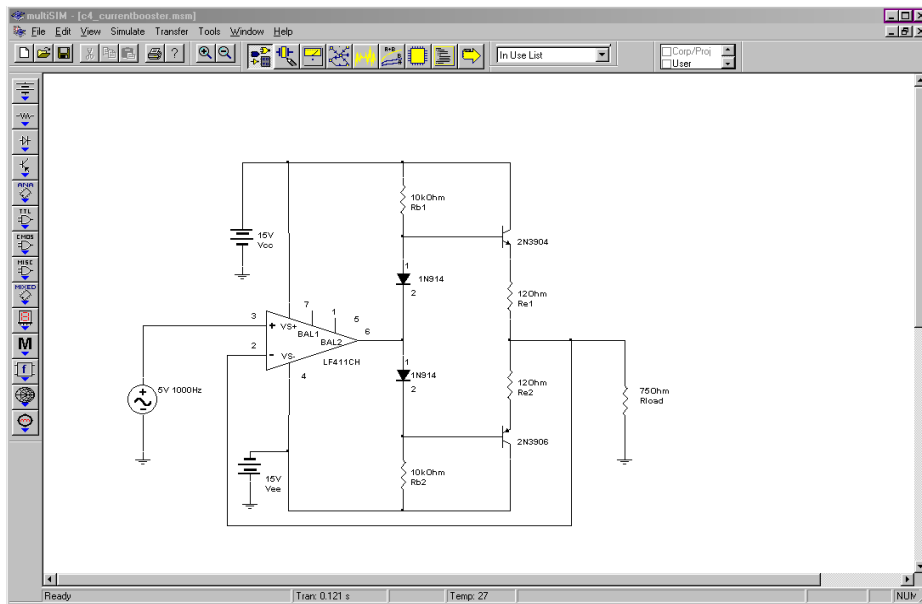 multiSIM - [c4_currentbooster.msm]
File Edit View Simulate Transfer Tools Window Help
In Use List
Corp/Proj
User
ANA
TTL
CMOS
MISC
MIXED
M
f
10kOhm
Rb1
15V
Vcc
2N3904
1
1N914
2
12Ohm
Re1
7
1
5
3
VS+
BAL1
BAL2
6
2
VS-
LF411CH
4
1
1N914
2
12Ohm
Re2
5V 1000Hz
75Ohm
Rload
2N3906
15V
Vee
10kOhm
Rb2
Ready
Tran: 0.121 s
Temp: 27
NUM